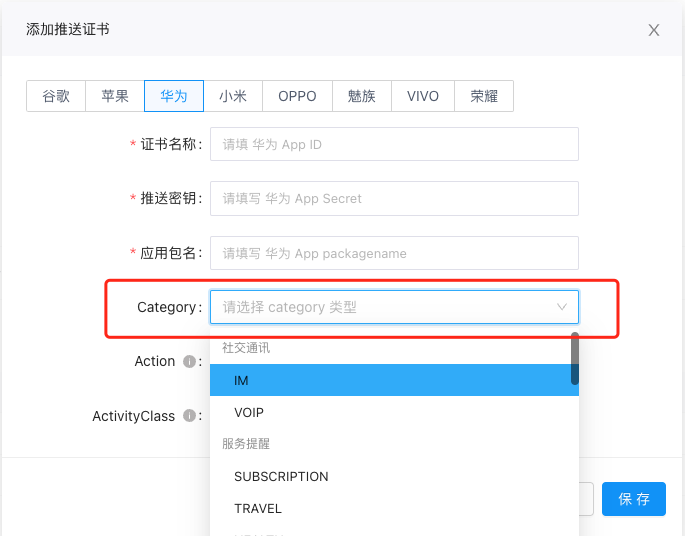 添加推送证书
谷歌 苹果 华为 小米 OPPO 魅族 VIVO 荣耀
* 证书名称: 请填 华为 App ID
* 推送密钥: 请填写 华为 App Secret
* 应用包名: 请填写 华为 App packagename
Category: 请选择 category 类型
社交通讯
Action :
IM
VOIP
ActivityClass :
服务提醒
SUBSCRIPTION
保 存
TRAVEL